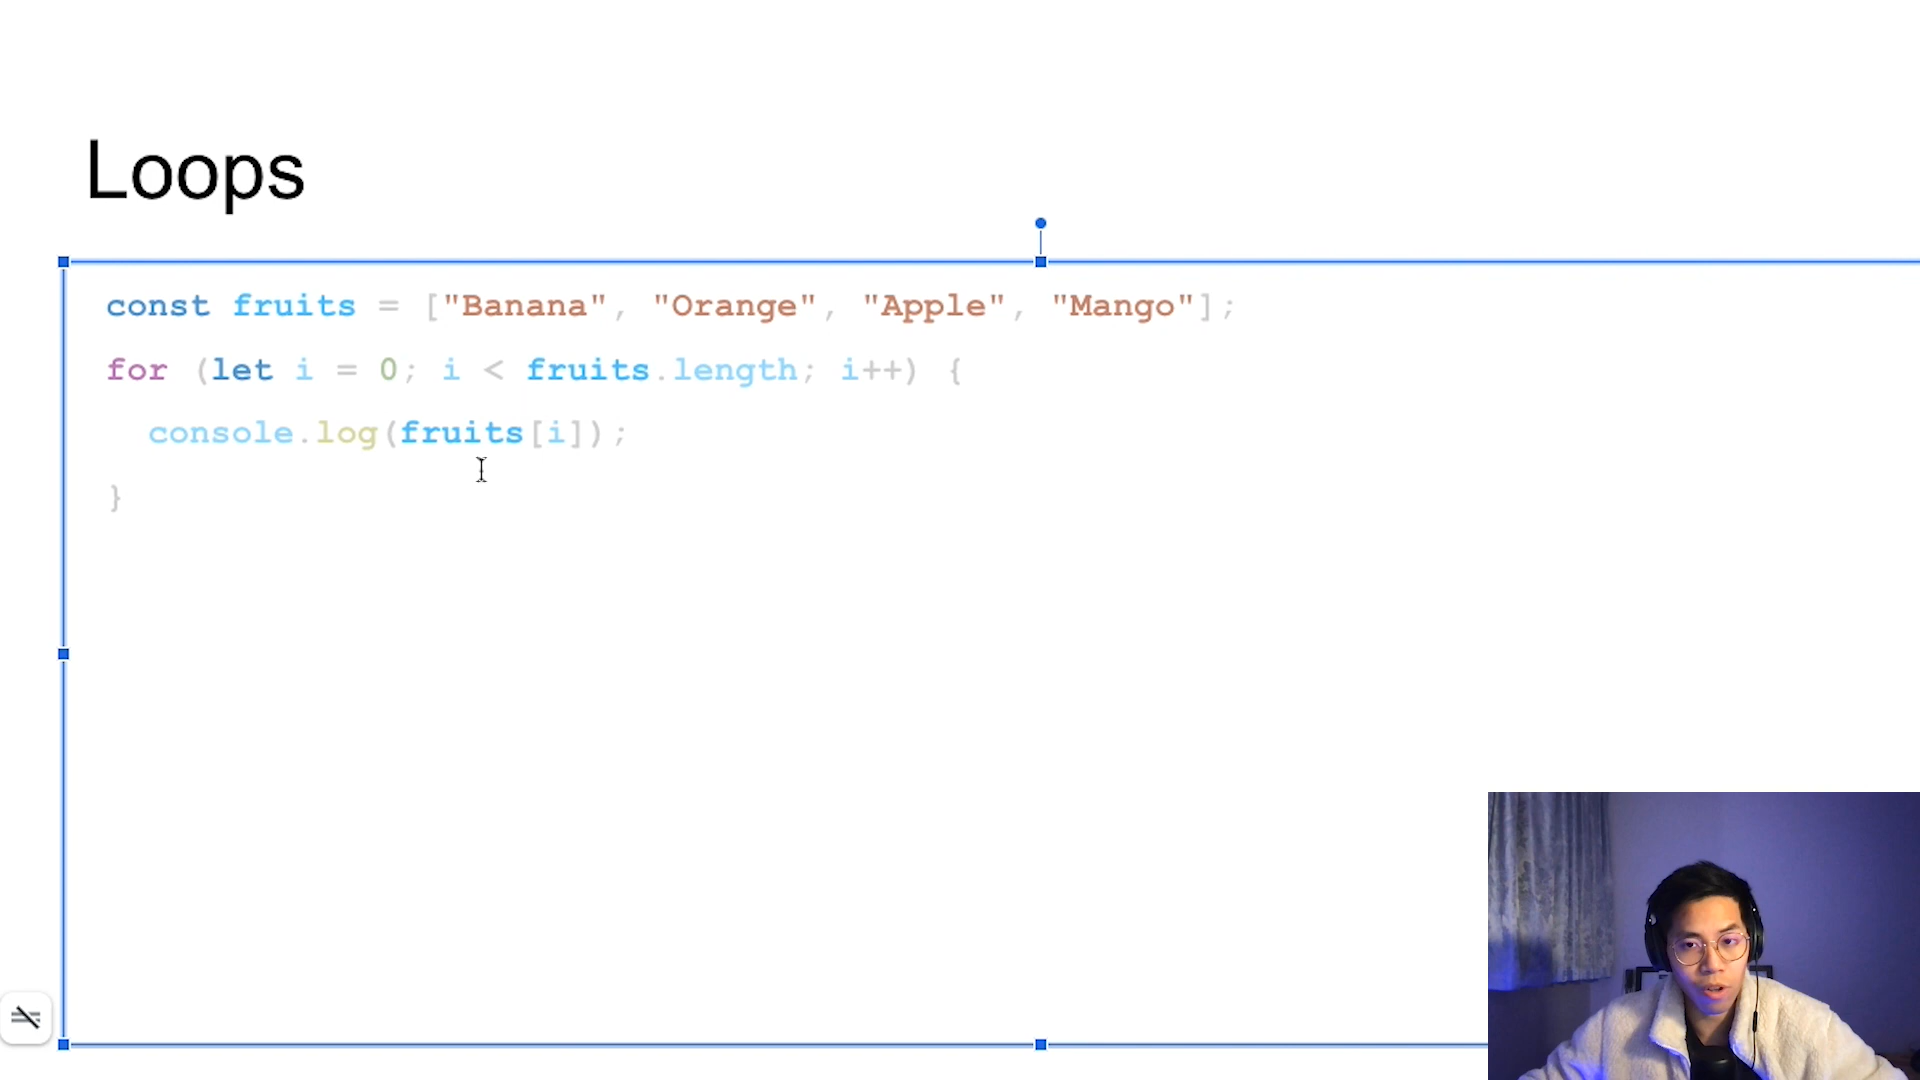 Loops
const fruits = ["Banana", "Orange", "Apple", "Mango"];
for (let i = 0; i < fruits.length; i++) {
  console.log(fruits[i]);
}